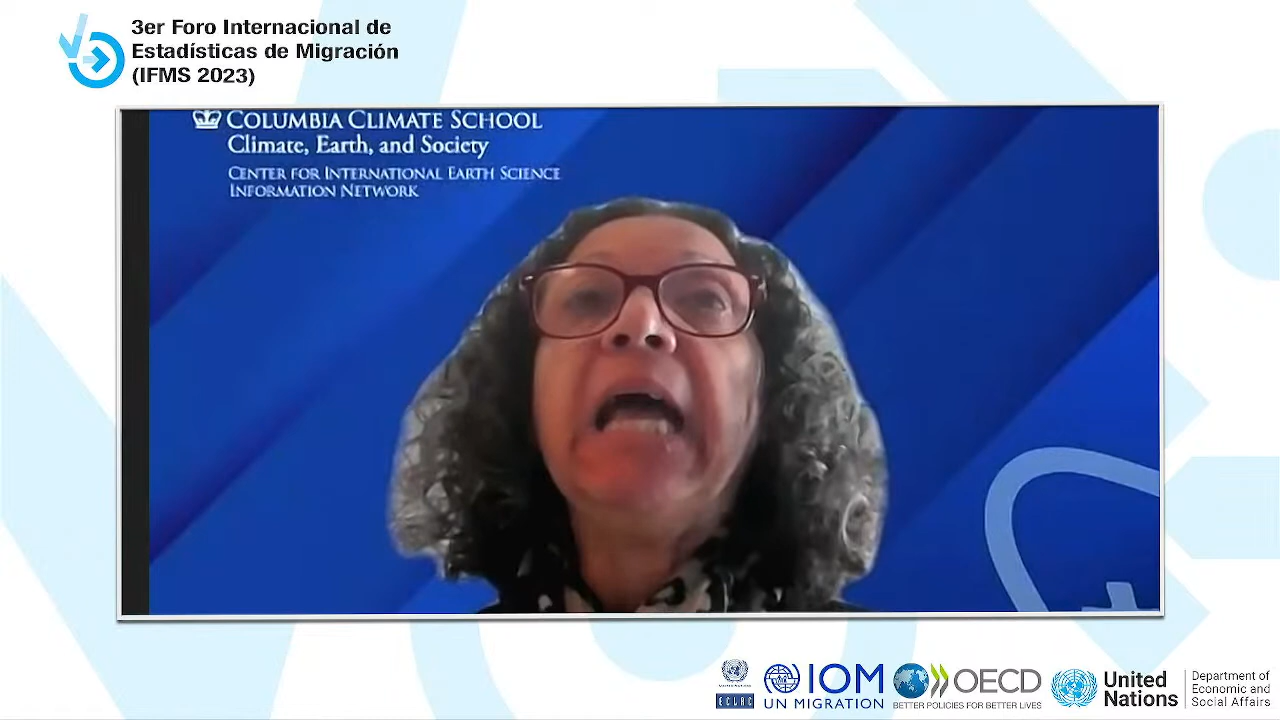 3er Foro Internacional de
Estadísticas de Migración
(IFMS 2023)
COLUMBIA CLIMATE SCHOOL
Climate, Earth, and Society
CENTER FOR INTERNATIONAL EARTH SCIENCE
INFORMATION NETWORK
ECLAC
IOM
UN MIGRATION
OECD
BETTER POLICIES FOR BETTER LIVES
United
Nations
Department of
Economic and
Social Affairs